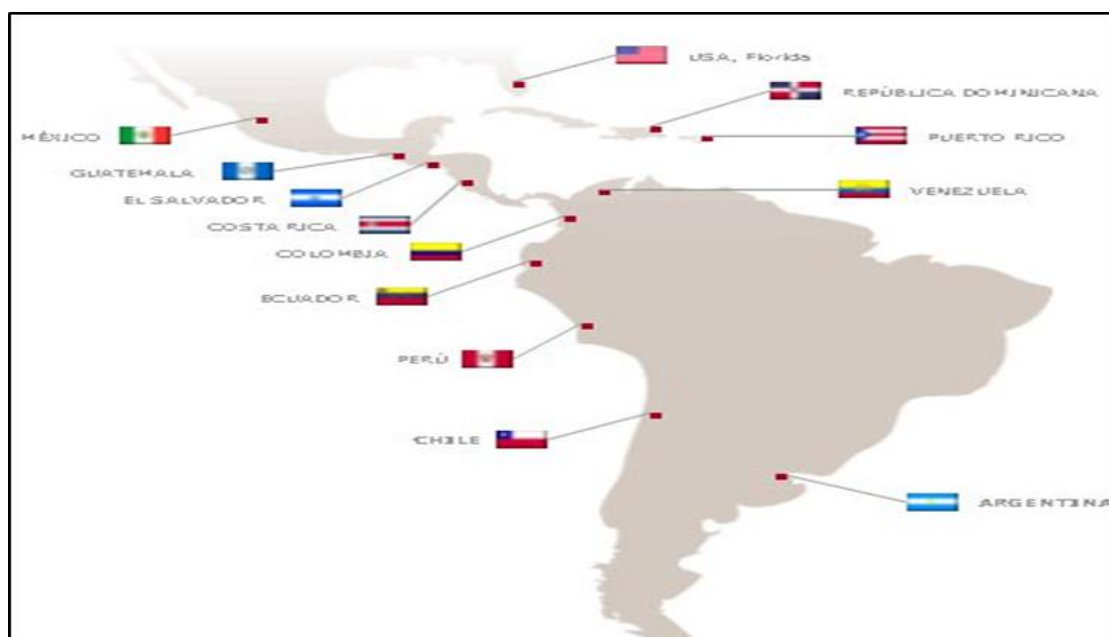 USA, Florida
REPÚBLICA DOMINICANA
MÉXICO
PUERTO RICO
GUATEMALA
EL SALVADOR
VENEZUELA
COSTA RICA
COLOMBIA
ECUADOR
PERÚ
CHILE
ARGENTINA